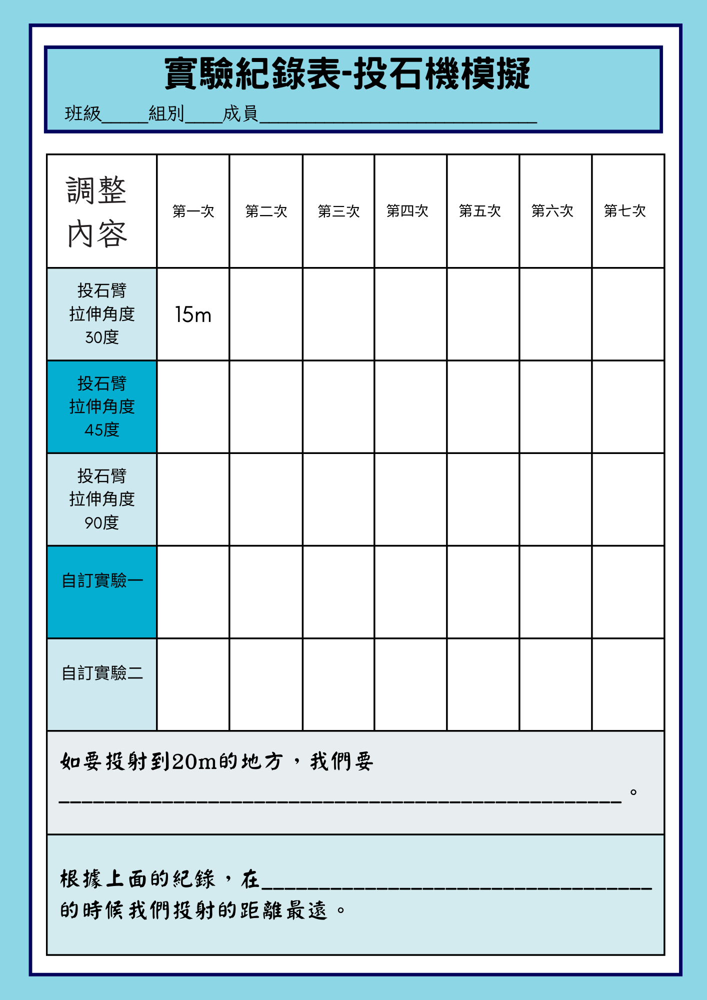 實驗紀錄表-投石機模擬
班級_____組別____成員______________________________
調整
內容
第一次 第二次 第三次 第四次 第五次 第六次 第七次
投石臂
拉伸角度
30度
15m
投石臂
拉伸角度
45度
投石臂
拉伸角度
90度
自訂實驗一
自訂實驗二
如要投射到20m的地方，我們要
_________________________________________________。
根據上面的紀錄，在__________________________________
的時候我們投射的距離最遠。